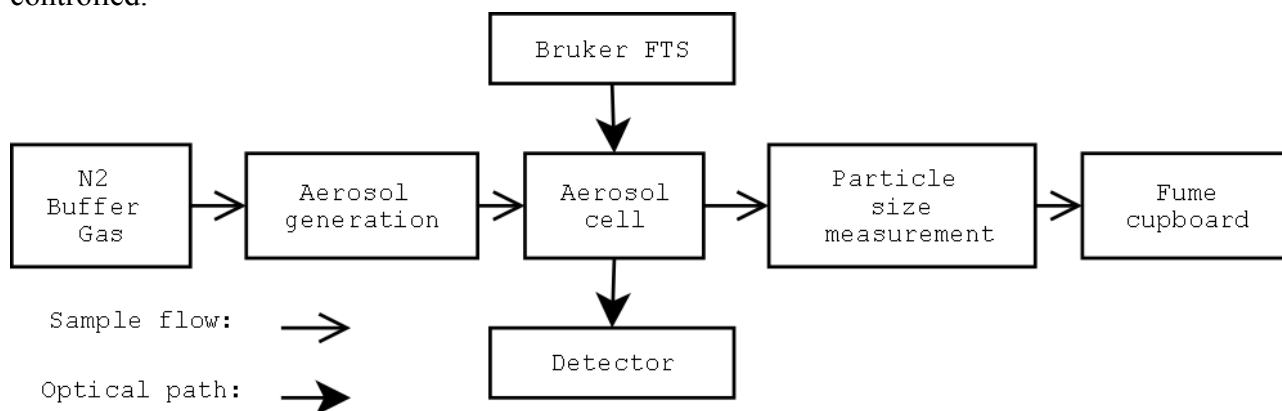 controlled.
Bruker FTS
N2
Buffer
Gas
Aerosol
generation
Aerosol
cell
Particle
size
measurement
Fume
cupboard
Sample flow:
Detector
Optical path: